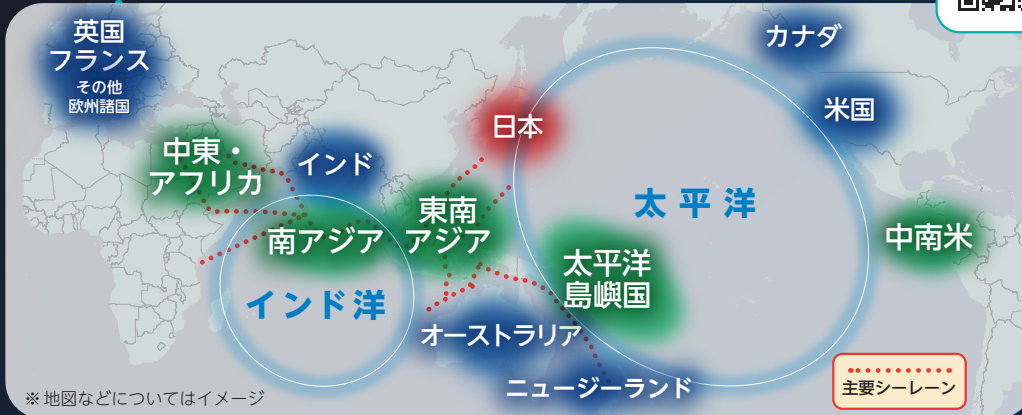 英国
フランス
その他
欧州諸国
カナダ
米国
日本
中東・
アフリカ
インド
東南
アジア
南アジア
太平洋
中南米
太平洋
島嶼国
インド洋
オーストラリア
ニュージーランド
主要シーレーン
※地図などについてはイメージ